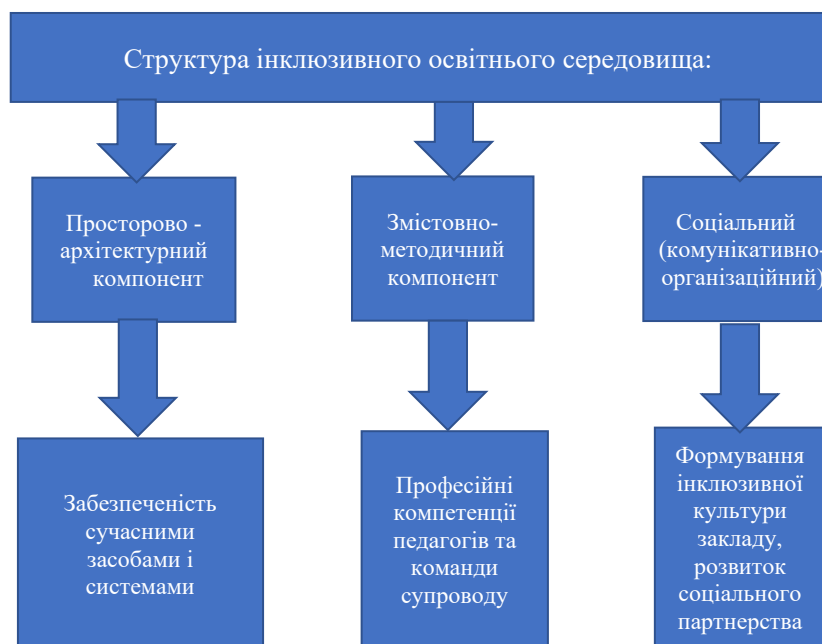 Структура інклюзивного освітнього середовища:
Просторово -
архітектурний
компонент
Змістовно-
методичний
компонент
Соціальний
(комунікативно-
організаційний)
Забезпеченість
сучасними
засобами і
системами
Професійні
компетенції
педагогів та
команди
супроводу
Формування
інклюзивної
культури
закладу,
розвиток
соціального
партнерства